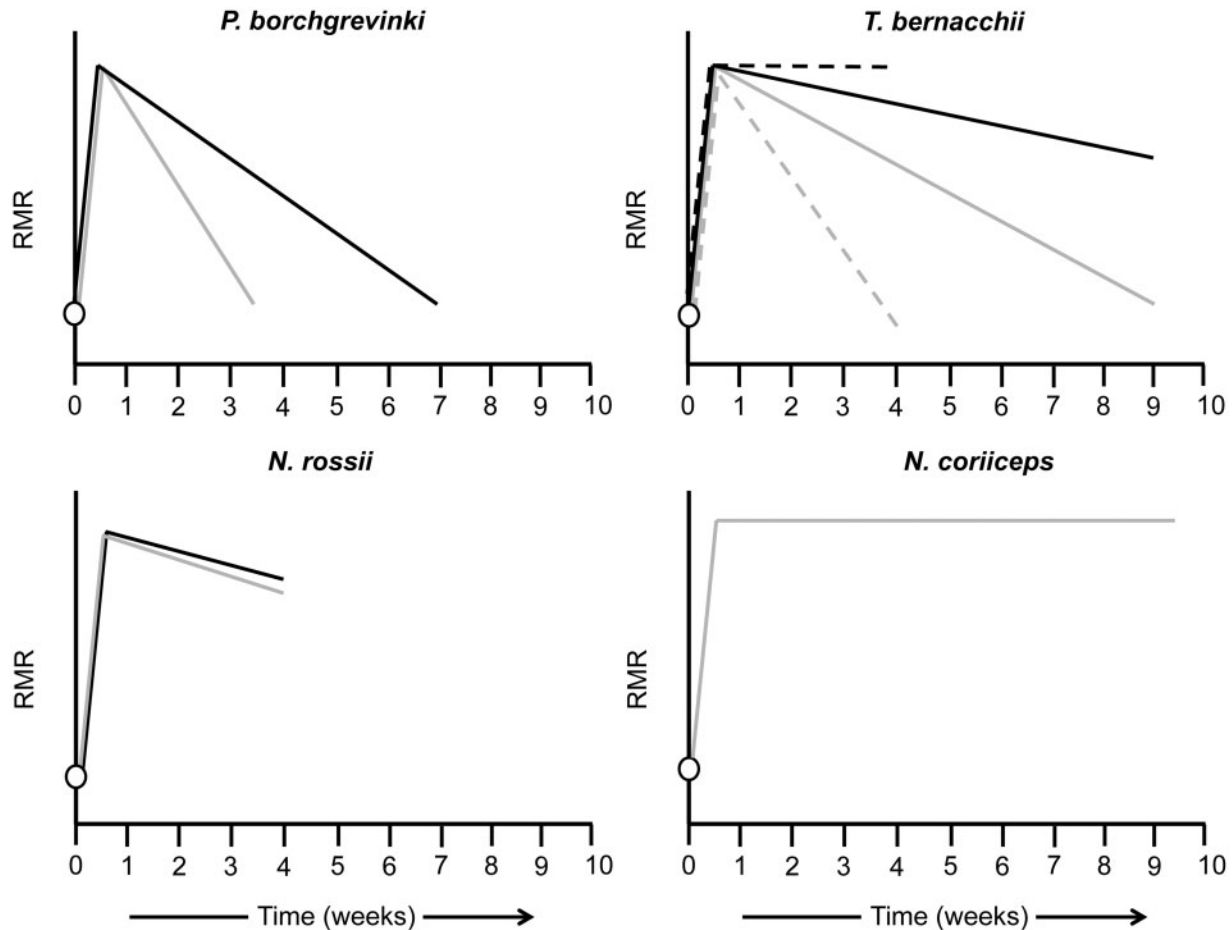 P. borchgrevinki
T. bernacchii
RMR
RMR
0 1 2 3 4 5 6 7 8 9 10
0 1 2 3 4 5 6 7 8 9 10
N. rossii
N. coriiceps
RMR
RMR
0 1 2 3 4 5 6 7 8 9 10
0 1 2 3 4 5 6 7 8 9 10
Time (weeks)
Time (weeks)